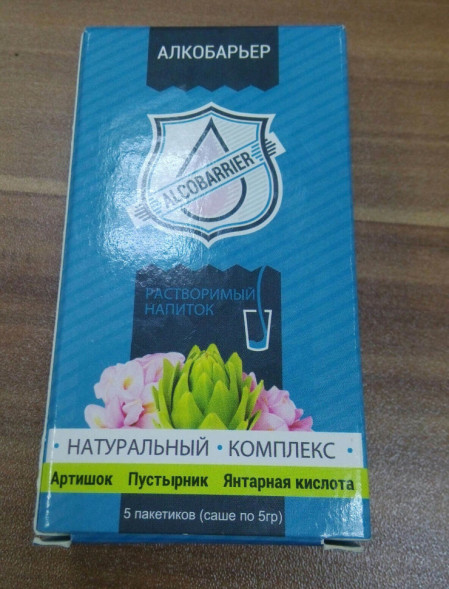 АЛКОБАРЬЕР
ALCOBARRIER
РАСТВОРИМЫЙ
НАПИТОК
· НАТУРАЛЬНЫЙ · КОМПЛЕКС ·
Артишок Пустырник Янтарная кислота
5 пакетиков (саше по 5гр)